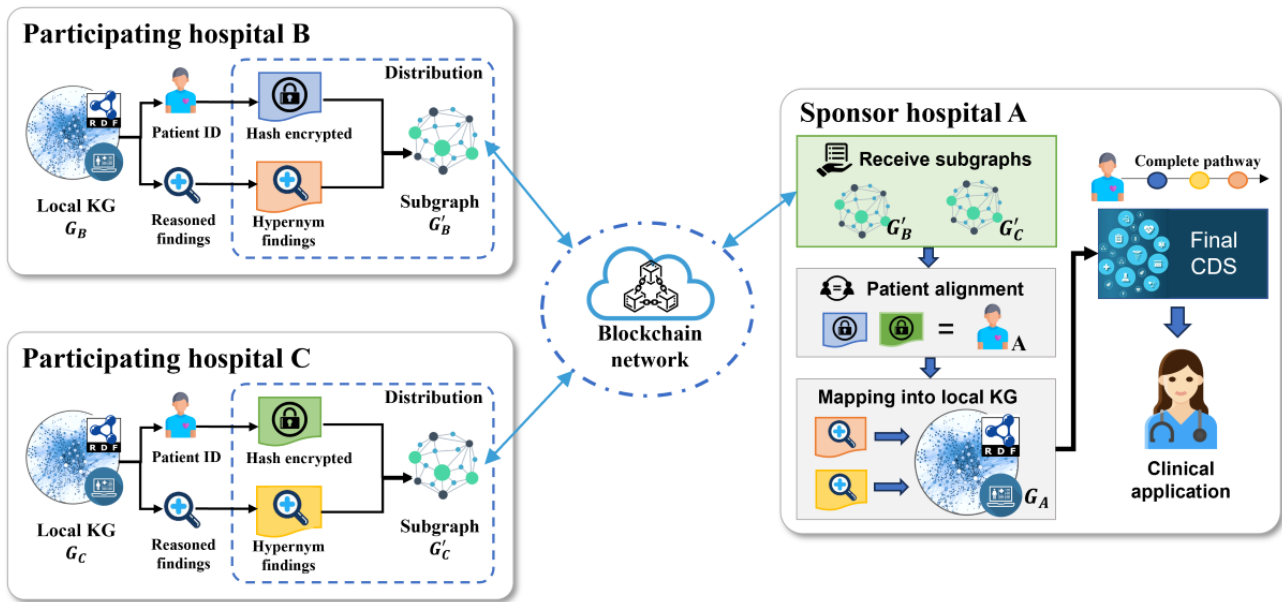 Participating hospital B
Distribution
RDF
Patient ID
Hash encrypted
Local KG
G_B
Reasoned
findings
Hypernym
findings
Subgraph
G'_B
Participating hospital C
Distribution
RDF
Patient ID
Hash encrypted
Local KG
G_C
Reasoned
findings
Hypernym
findings
Subgraph
G'_C
Blockchain
network
Sponsor hospital A
Receive subgraphs
G'_B
G'_C
Patient alignment
=
A
Mapping into local KG
RDF
G_A
Complete pathway
Final
CDS
Clinical
application